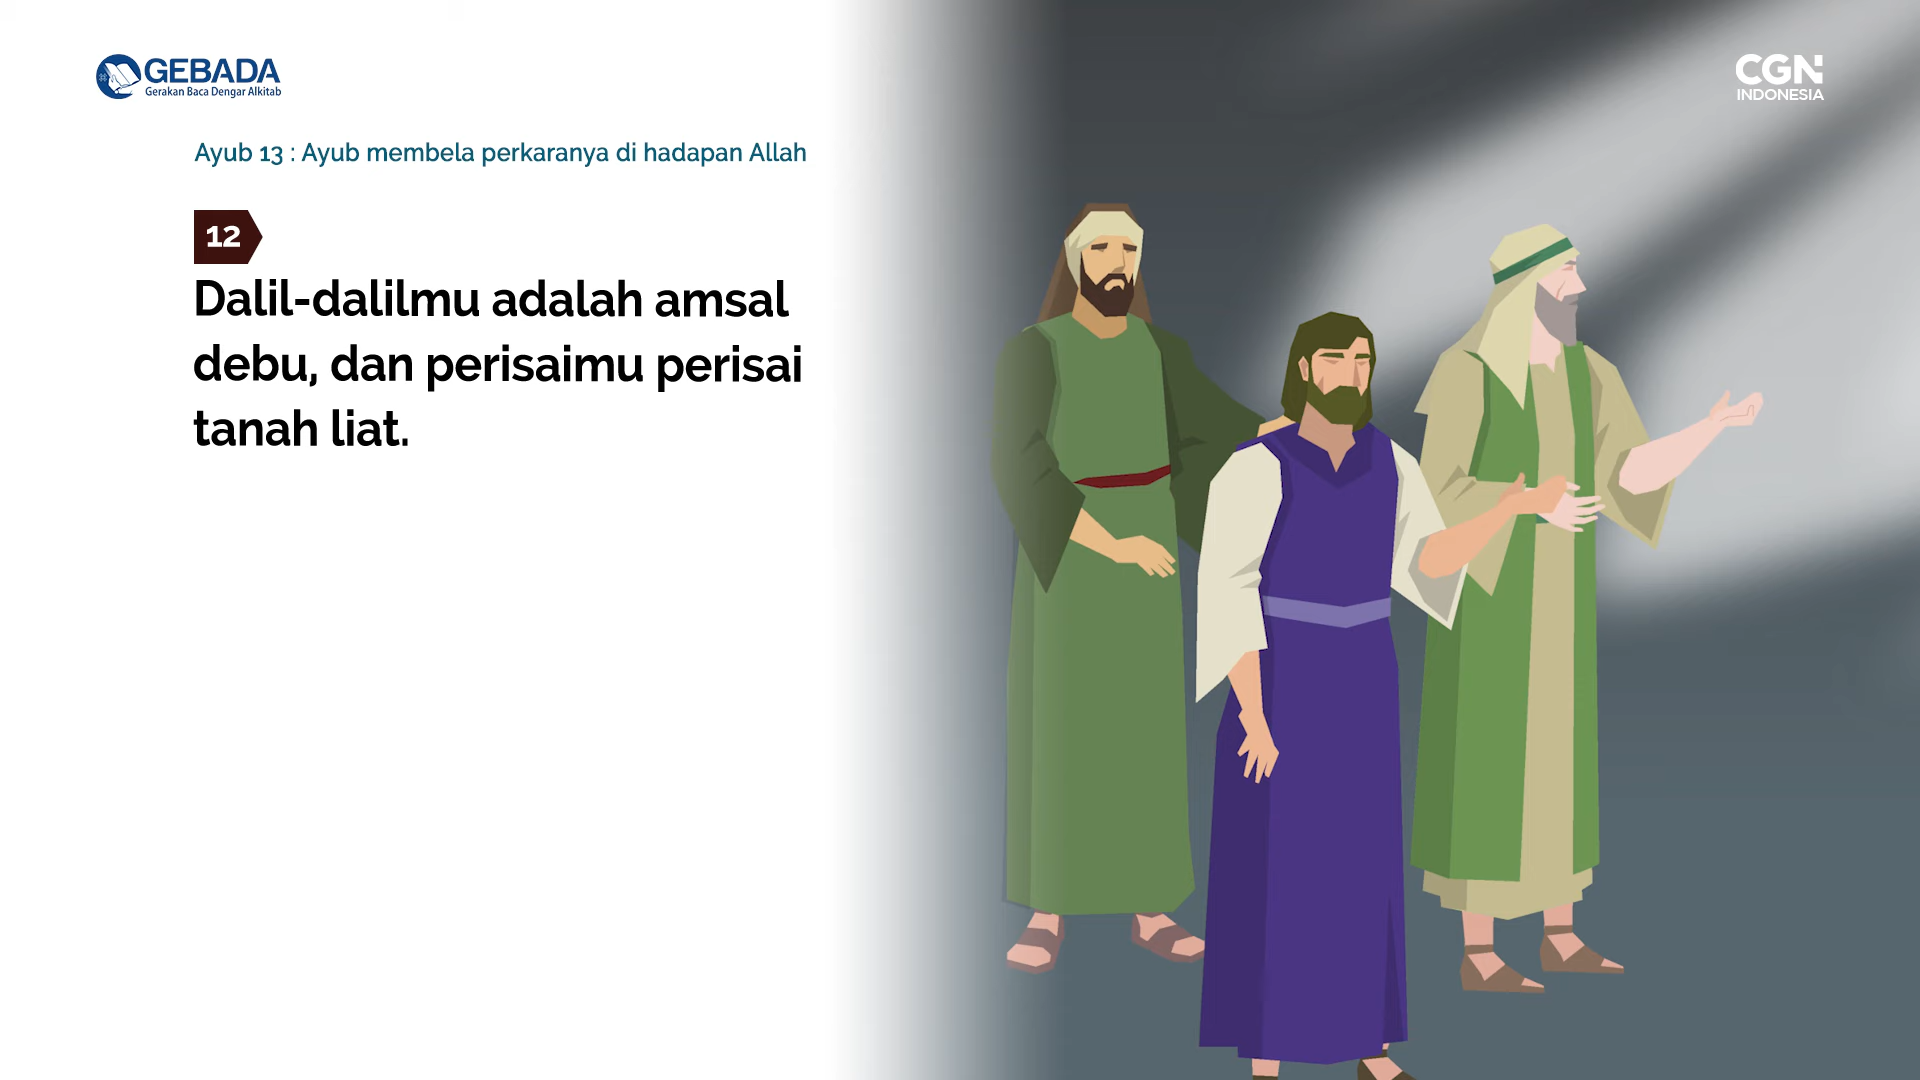 GEBADA
Gerakan Baca Dengar Alkitab
CGN
INDONESIA
Ayub 13 : Ayub membela perkaranya di hadapan Allah
12
Dalil-dalilmu adalah amsal
debu, dan perisaimu perisai
tanah liat.